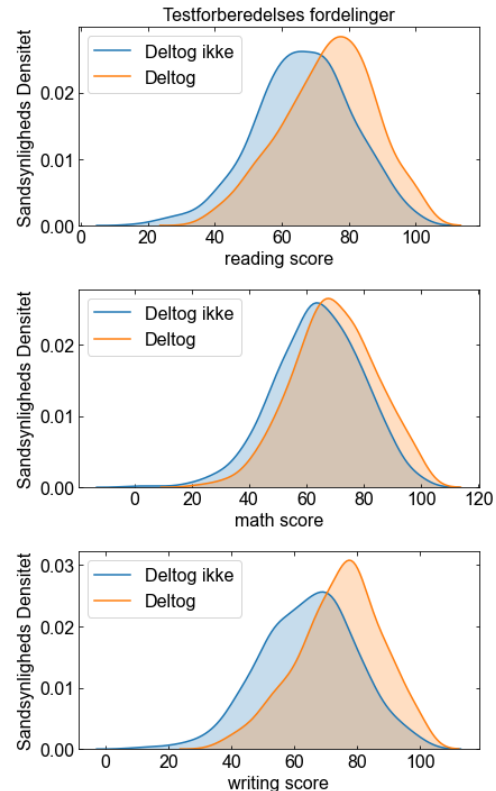 Testforberedelses fordelinger
Sandsynligheds Densitet
0.00
0.01
0.02
Deltog ikke
Deltog
0 20 40 60 80 100
reading score
Sandsynligheds Densitet
0.00
0.01
0.02
Deltog ikke
Deltog
0 20 40 60 80 100 120
math score
Sandsynligheds Densitet
0.00
0.01
0.02
0.03
Deltog ikke
Deltog
0 20 40 60 80 100
writing score